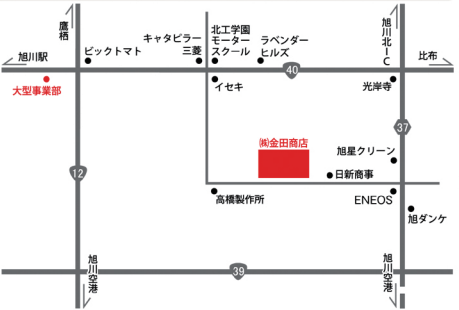 鷹栖
旭川北IC
キャタピラー
三菱
北工学園
モーター
スクール
ラベンダー
ヒルズ
旭川駅
ビックトマト
比布
40
大型事業部
イセキ
光岸寺
37
㈱金田商店
旭星クリーン
12
日新商事
高橋製作所
ENEOS
旭ダンケ
旭川空港
旭川空港
39